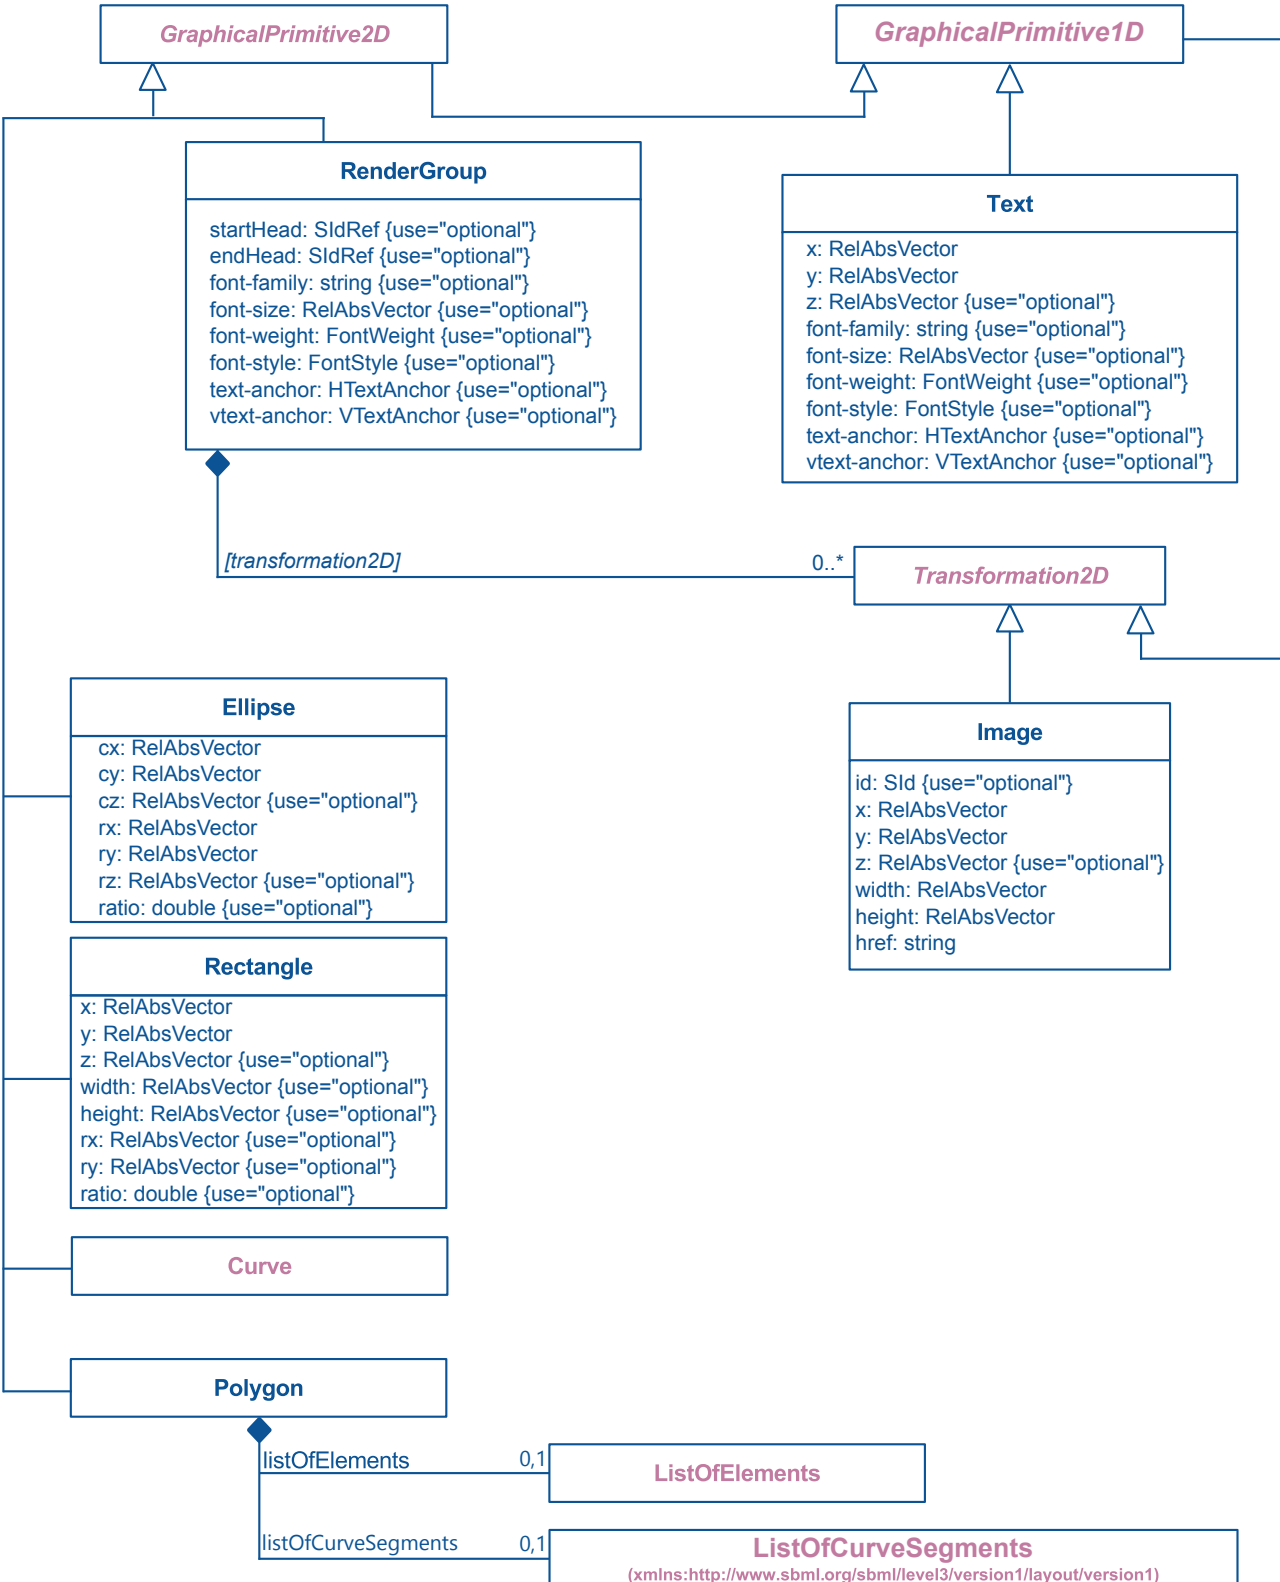 GraphicalPrimitive2D
GraphicalPrimitive1D
RenderGroup
startHead: SIdRef {use="optional"}
endHead: SIdRef {use="optional"}
font-family: string {use="optional"}
font-size: RelAbsVector {use="optional"}
font-weight: FontWeight {use="optional"}
font-style: FontStyle {use="optional"}
text-anchor: HTextAnchor {use="optional"}
vtext-anchor: VTextAnchor {use="optional"}
Text
x: RelAbsVector
y: RelAbsVector
z: RelAbsVector {use="optional"}
font-family: string {use="optional"}
font-size: RelAbsVector {use="optional"}
font-weight: FontWeight {use="optional"}
font-style: FontStyle {use="optional"}
text-anchor: HTextAnchor {use="optional"}
vtext-anchor: VTextAnchor {use="optional"}
[transformation2D]
0..*
Transformation2D
Ellipse
cx: RelAbsVector
cy: RelAbsVector
cz: RelAbsVector {use="optional"}
rx: RelAbsVector
ry: RelAbsVector
rz: RelAbsVector {use="optional"}
ratio: double {use="optional"}
Image
id: SId {use="optional"}
x: RelAbsVector
y: RelAbsVector
z: RelAbsVector {use="optional"}
width: RelAbsVector
height: RelAbsVector
href: string
Rectangle
x: RelAbsVector
y: RelAbsVector
z: RelAbsVector {use="optional"}
width: RelAbsVector {use="optional"}
height: RelAbsVector {use="optional"}
rx: RelAbsVector {use="optional"}
ry: RelAbsVector {use="optional"}
ratio: double {use="optional"}
Curve
Polygon
listOfElements
0,1
ListOfElements
listOfCurveSegments
0,1
ListOfCurveSegments
(xmlns:http://www.sbml.org/sbml/level3/version1/layout/version1)